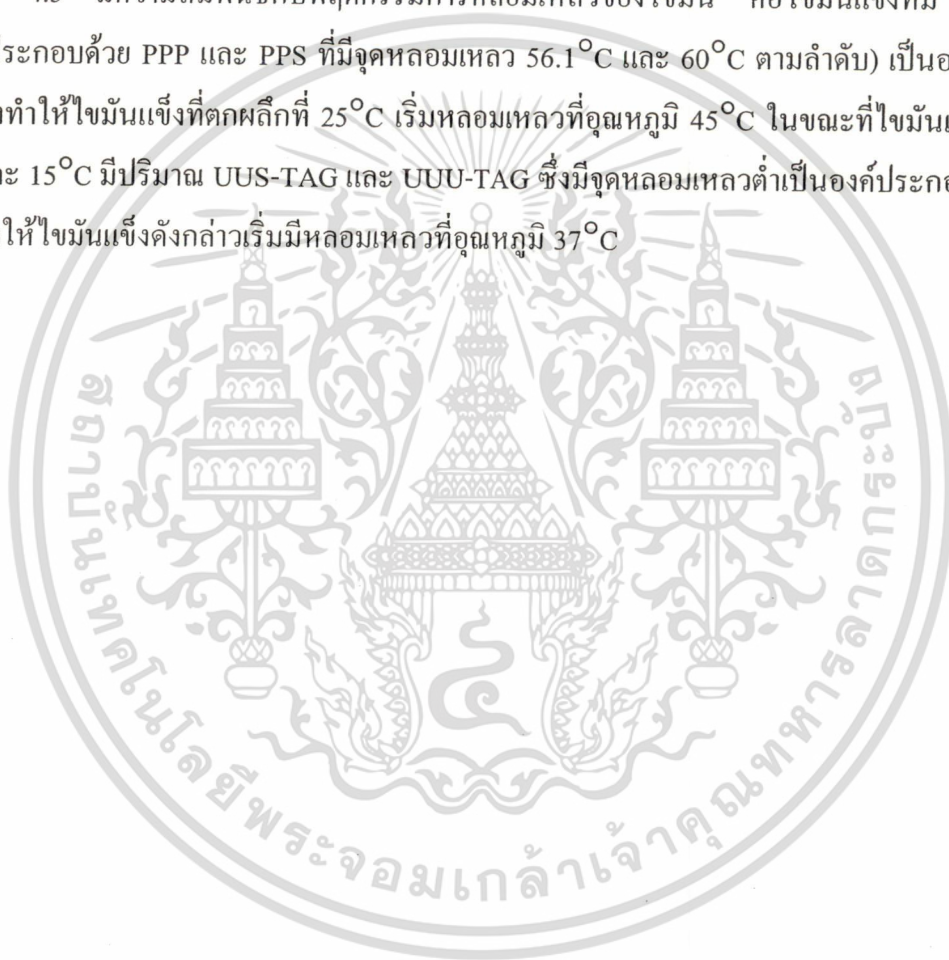 ประกอบด้วย PPP และ PPS ที่มีจุดหลอมเหลว 56.1°C และ 60°C ตามลำดับ) เป็นอ
ทำให้ไขมันแข็งที่ตกผลึกที่ 25°C เริ่มหลอมเหลวที่อุณหภูมิ 45°C ในขณะที่ไขมันแ
ะ 15°C มีปริมาณ UUS-TAG และ UUU-TAG ซึ่งมีจุดหลอมเหลวต่ำเป็นองค์ประกอ
ให้ไขมันแข็งดังกล่าวเริ่มมีหลอมเหลวที่อุณหภูมิ 37°C
สถาบันเทคโนโลยีพระจอมเกล้าเจ้าคุณทหารลาดกระบัง